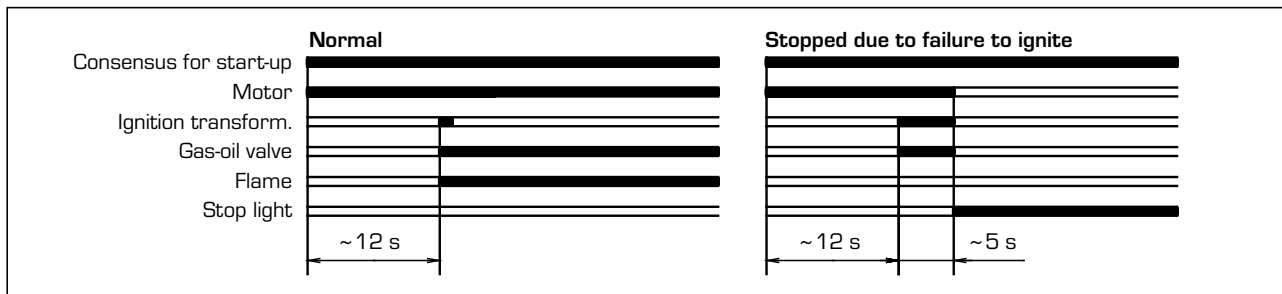 Normal
Stopped due to failure to ignite
Consensus for start-up
Motor
Ignition transform.
Gas-oil valve
Flame
Stop light
~12 s
~12 s
~5 s